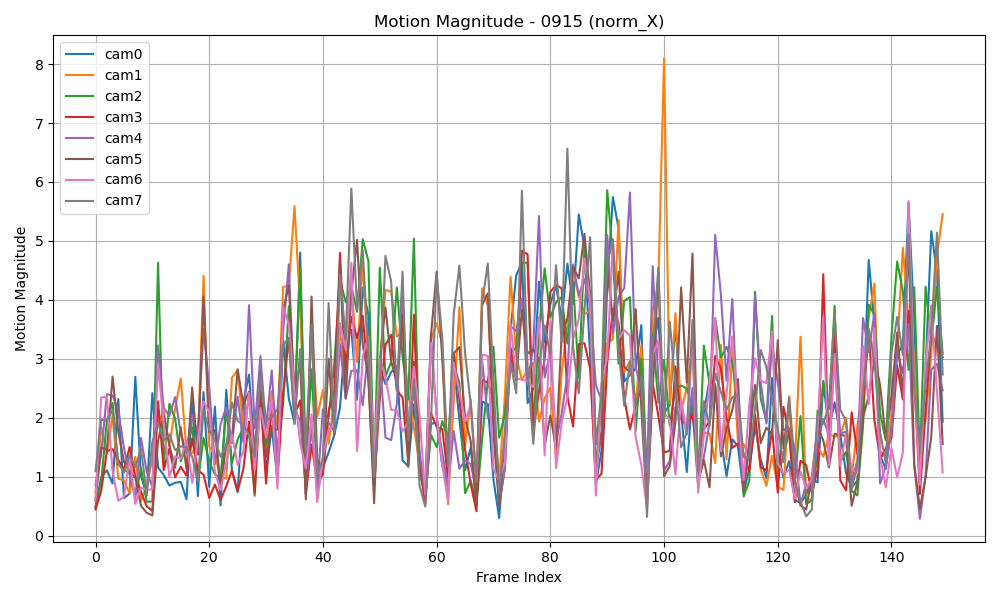 Motion Magnitude - 0915 (norm_X)
cam0
cam1
cam2
cam3
cam4
cam5
cam6
cam7
Motion Magnitude
8
7
6
5
4
3
2
1
0
0 20 40 60 80 100 120 140
Frame Index